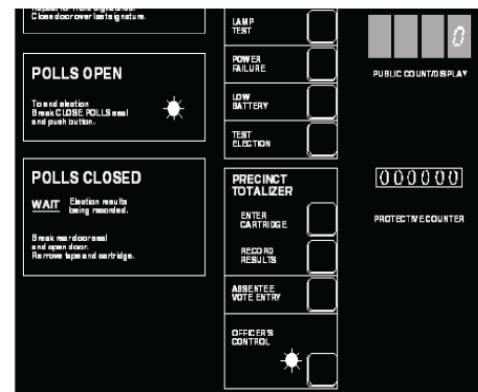 Close door over last signature.
POLLS OPEN
To end election
Break CLOSE POLLS seal
and push button.
POLLS CLOSED
WAIT Election results
being recorded.
Break rear door seal
and open door.
Remove tape and cartridge.
LAMP
TEST
POWER
FAILURE
LOW
BATTERY
TEST
ELECTION
PRECINCT
TOTALIZER
ENTER
CARTRIDGE
RECORD
RESULTS
ABSENTEE
VOTE ENTRY
OFFICER'S
CONTROL
0
PUBLIC COUNT/DISPLAY
000000
PROTECTIVE COUNTER